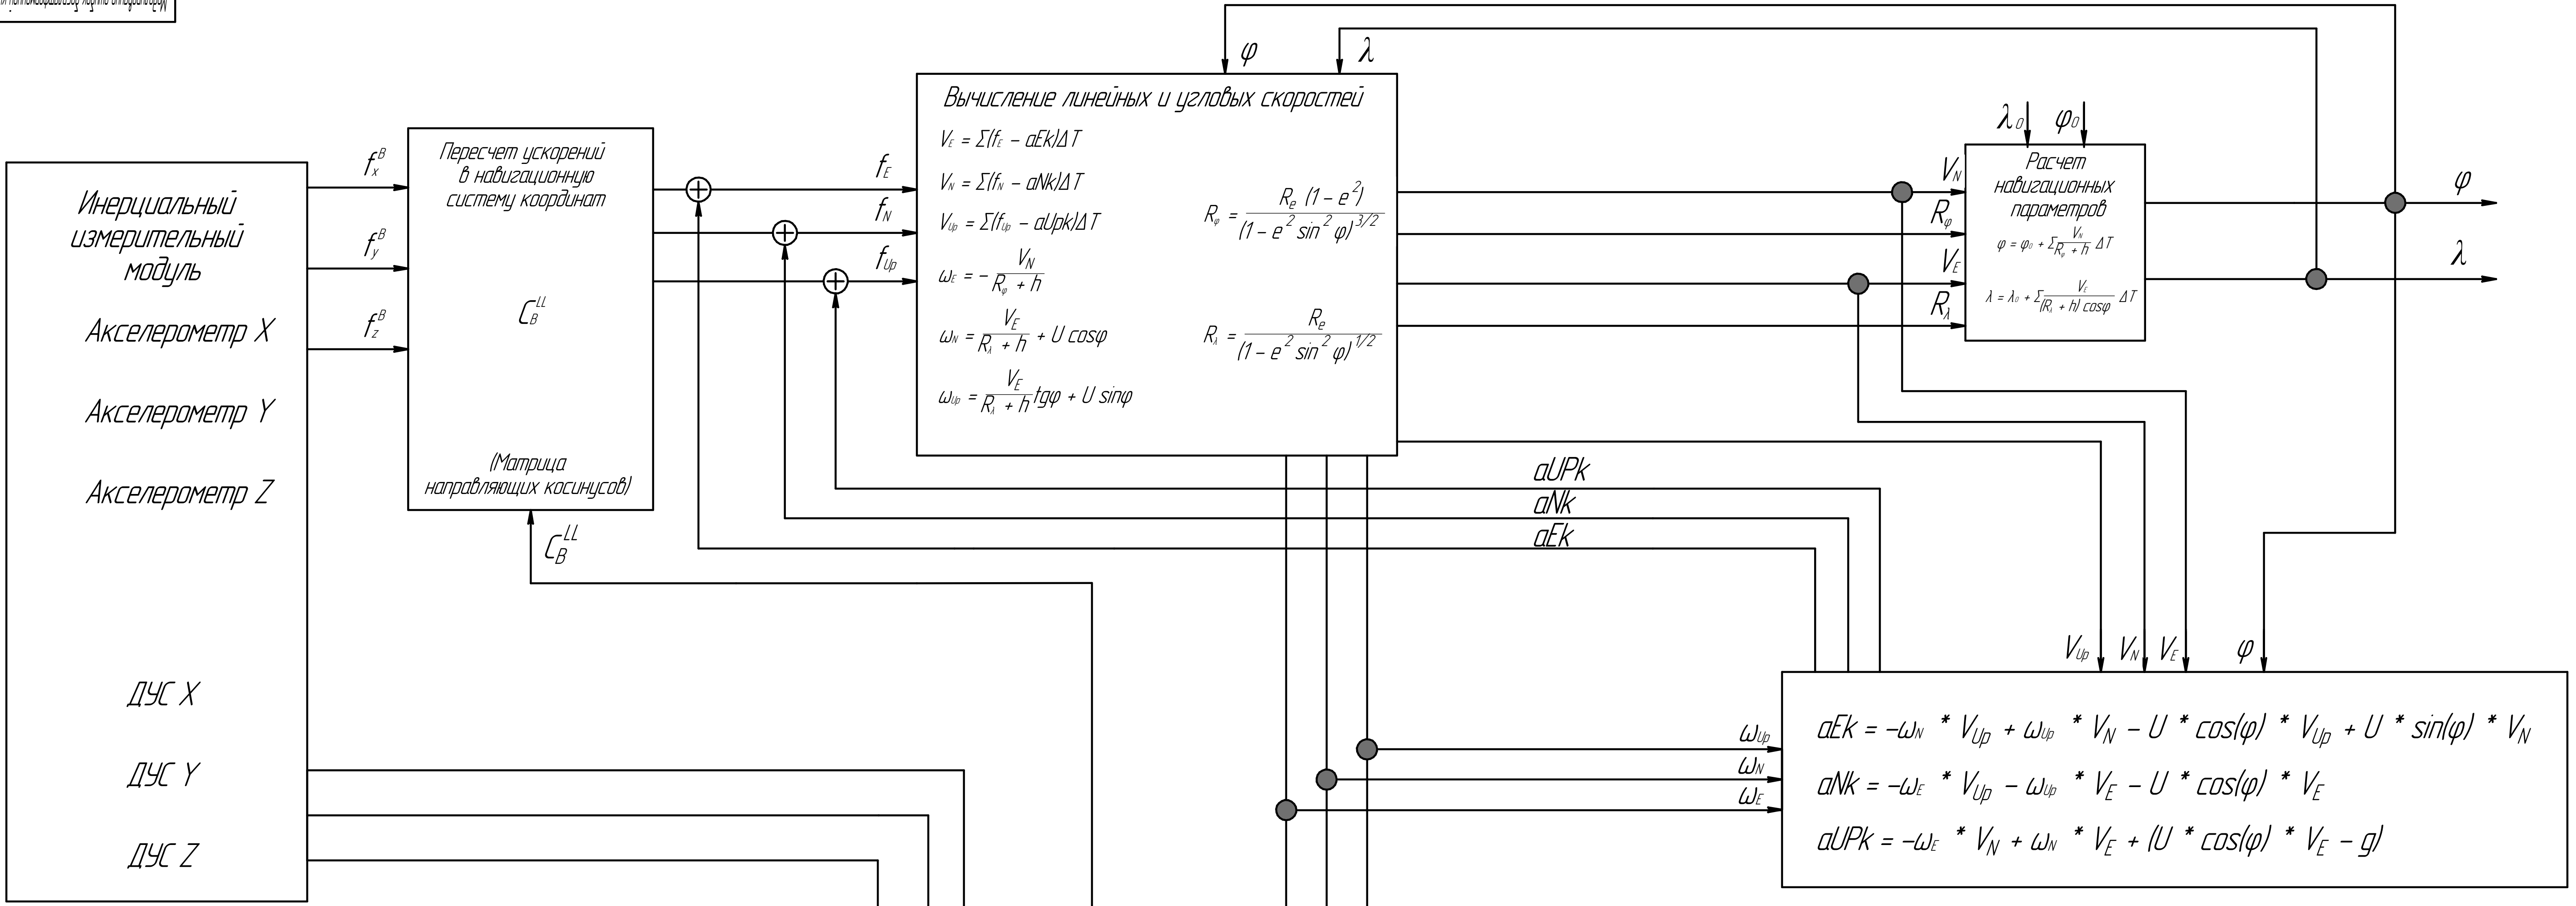 Инерциальный
измерительный
модуль
Акселерометр X
Акселерометр Y
Акселерометр Z
ДУС X
ДУС Y
ДУС Z
f_x^B
f_y^B
f_z^B
Пересчет ускорений
в навигационную
систему координат
C_B^LL
(Матрица
направляющих косинусов)
C_B^LL
f_E
f_N
f_Up
φ
λ
Вычисление линейных и угловых скоростей
V_E = Σ(f_E − aEk)ΔT
V_N = Σ(f_N − aNk)ΔT
V_Up = Σ(f_Up − aUpk)ΔT
ω_E = − V_N / (R_φ + h)
ω_N = V_E / (R_λ + h) + U cosφ
ω_Up = V_E / (R_λ + h) tgφ + U sinφ
R_φ = R_e (1 − e^2) / (1 − e^2 sin^2 φ)^3/2
R_λ = R_e / (1 − e^2 sin^2 φ)^1/2
V_N
R_φ
V_E
R_λ
λ_0
φ_0
Расчет
навигационных
параметров
φ = φ_0 + Σ V_N / (R_φ + h) ΔT
λ = λ_0 + Σ V_E / (R_λ + h) cosφ ΔT
φ
λ
aUPk
aNk
aEk
V_Up
V_N
V_E
φ
ω_Up
ω_N
ω_E
aEk = −ω_N * V_Up + ω_Up * V_N − U * cos(φ) * V_Up + U * sin(φ) * V_N
aNk = −ω_E * V_Up − ω_Up * V_E − U * cos(φ) * V_E
aUPk = −ω_E * V_N + ω_N * V_E + (U * cos(φ) * V_E − g)